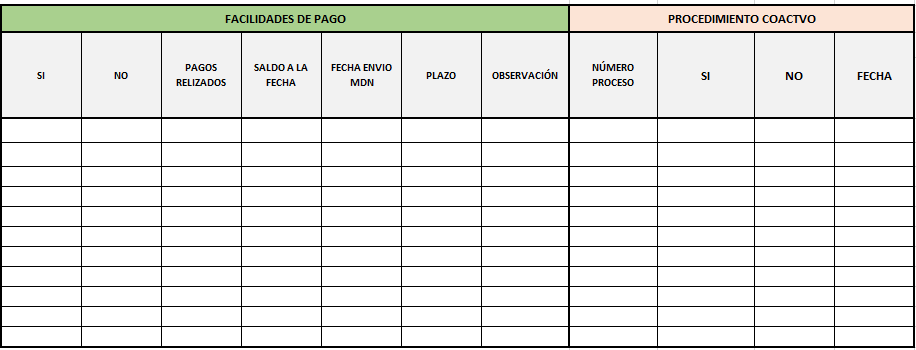 FACILIDADES DE PAGO
PROCEDIMIENTO COACTVO
SI
NO
PAGOS
RELIZADOS
SALDO A LA
FECHA
FECHA ENVIO
MDN
PLAZO
OBSERVACIÓN
NÚMERO
PROCESO
SI
NO
FECHA